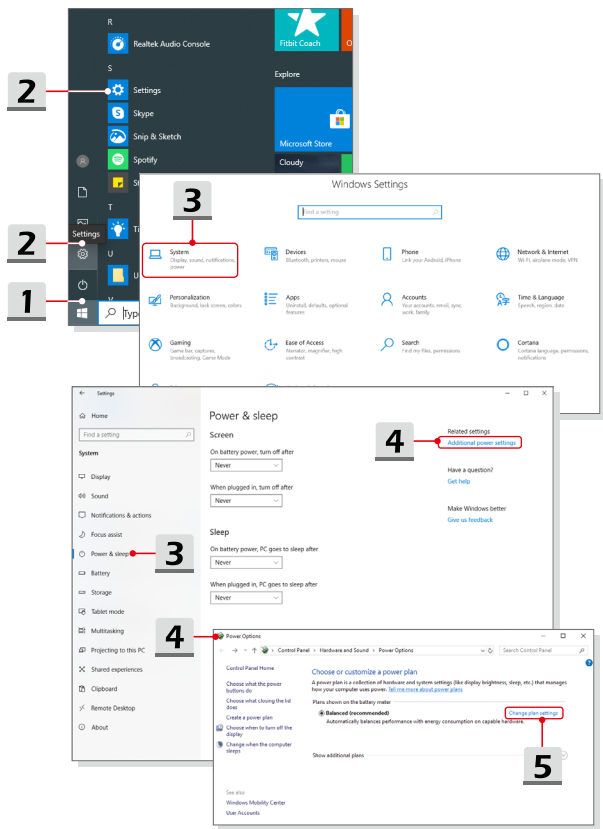 R
Realtek Audio Console
Fitbit Coach
O
S
Explore
2
Settings
Skype
Snip & Sketch
Microsoft Store
Spotify
Cloudy
St
T
Ti
Settings
2
U
U
1
V
Type
Windows Settings
Find a setting
3
System
Display, sound, notifications, power
Devices
Bluetooth, printers, mouse
Phone
Link your Android, iPhone
Network & Internet
Wi-Fi, airplane mode, VPN
Personalization
Background, lock screen, colors
Apps
Uninstall, defaults, optional features
Accounts
Your accounts, email, sync, work, family
Time & Language
Speech, region, date
Gaming
Game bar, captures, broadcasting, Game Mode
Ease of Access
Narrator, magnifier, high contrast
Search
Find my files, permissions
Cortana
Cortana language, permissions, notifications
Settings
Home
Find a setting
System
Display
Sound
Notifications & actions
Focus assist
Power & sleep
3
Battery
Storage
Tablet mode
Multitasking
Projecting to this PC
Shared experiences
Clipboard
Remote Desktop
About
Power & sleep
Screen
On battery power, turn off after
Never
When plugged in, turn off after
Never
Sleep
On battery power, PC goes to sleep after
Never
When plugged in, PC goes to sleep after
Never
4
Related settings
Additional power settings
Have a question?
Get help
Make Windows better
Give us feedback
4
Power Options
Control Panel > Hardware and Sound > Power Options
Search Control Panel
Control Panel Home
Choose what the power
buttons do
Choose what closing the lid
does
Create a power plan
Choose when to turn off the
display
Change when the computer
sleeps
See also
Windows Mobility Center
User Accounts
Choose or customize a power plan
A power plan is a collection of hardware and system settings (like display brightness, sleep, etc.) that manages
how your computer uses power. Tell me more about power plans
Plans shown on the battery meter
Balanced (recommended)
Change plan settings
Automatically balances performance with energy consumption on capable hardware.
5
Show additional plans